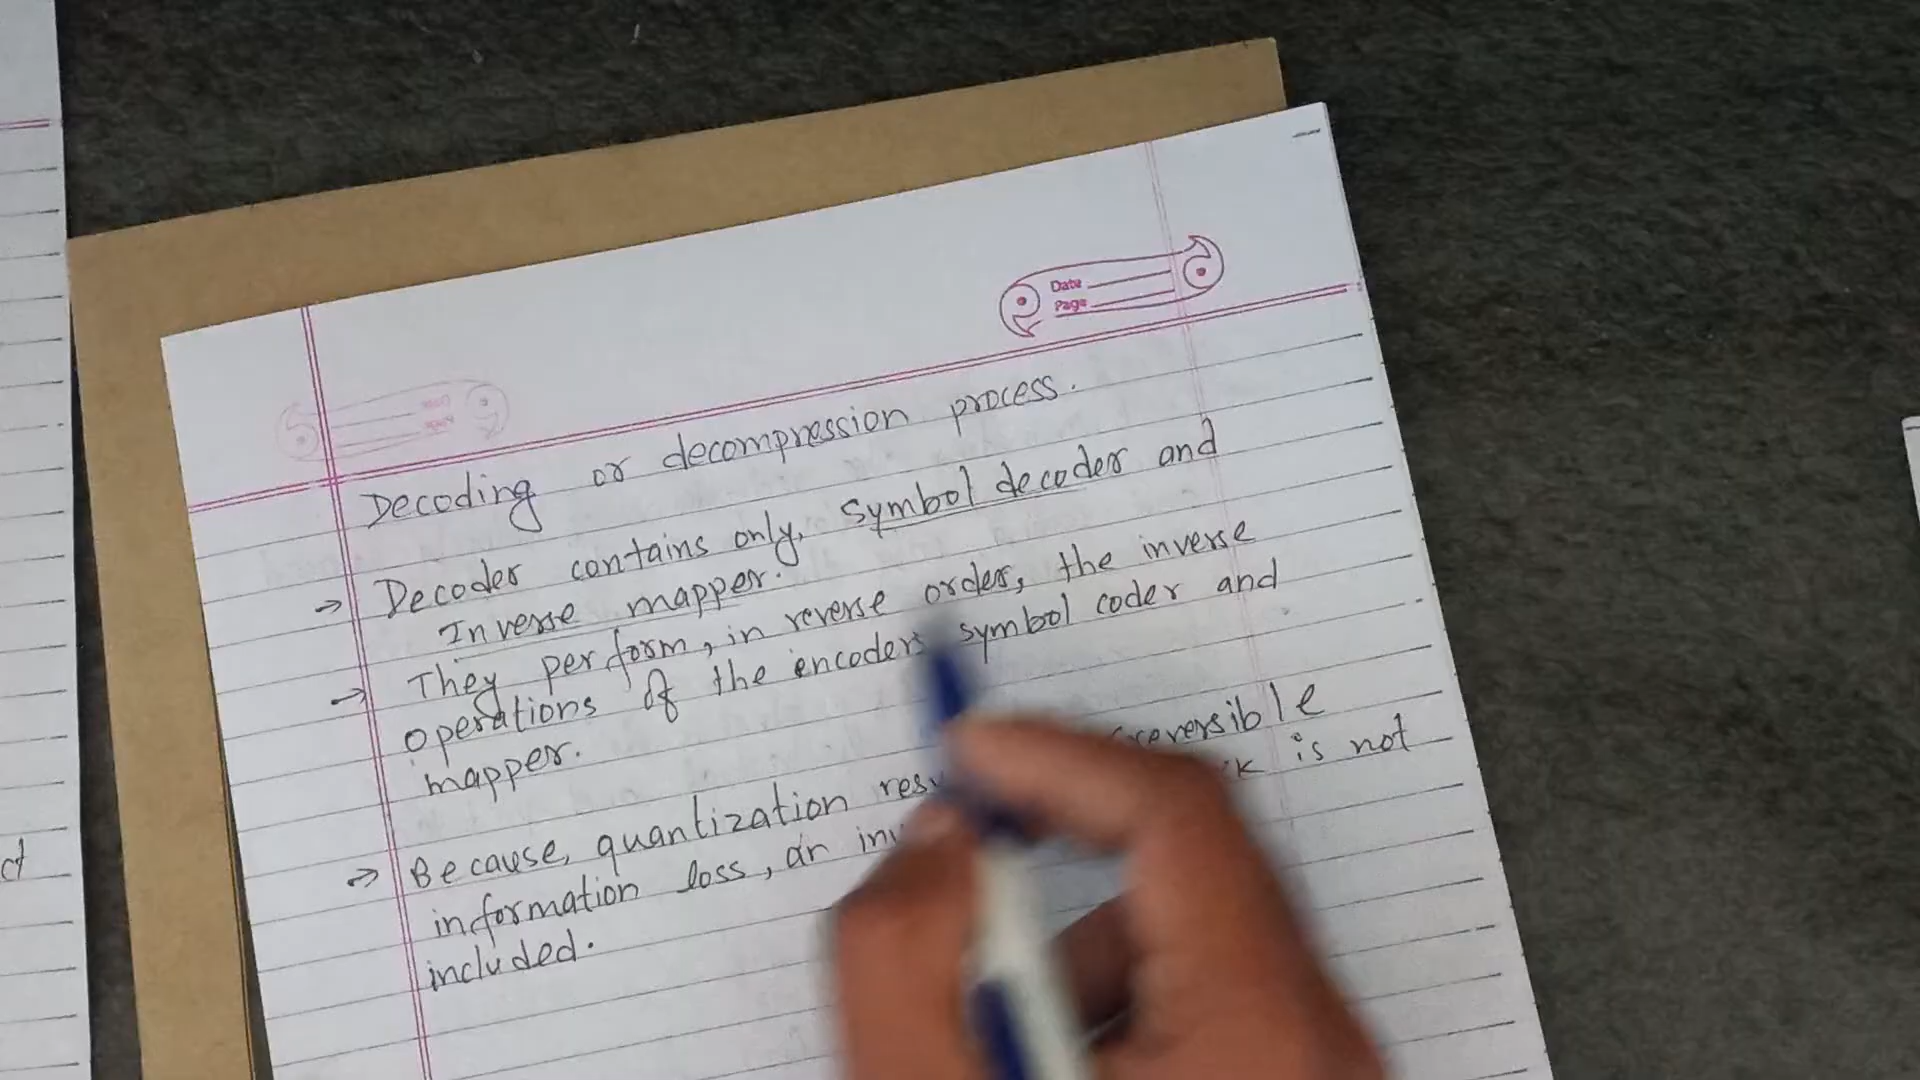 Date
Page
Decoding or decompression process.
→ Decoder contains only, symbol decoder and
Inverse mapper.
→ They perform, in reverse order, the inverse
operations of the encoders symbol coder and
mapper.
→ Because, quantization reversible
information loss, an is not
included.
ct